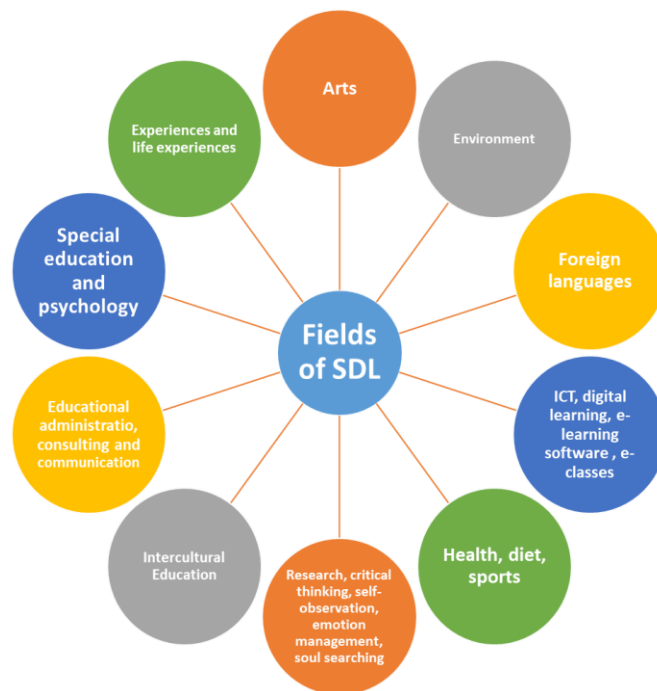 Arts
Environment
Foreign
languages
ICT, digital
learning, e-
learning
software , e-
classes
Health, diet,
sports
Research, critical
thinking, self-
observation,
emotion
management,
soul searching
Intercultural
Education
Educational
administratio,
consulting and
communication
Special
education
and
psychology
Experiences and
life experiences
Fields
of SDL